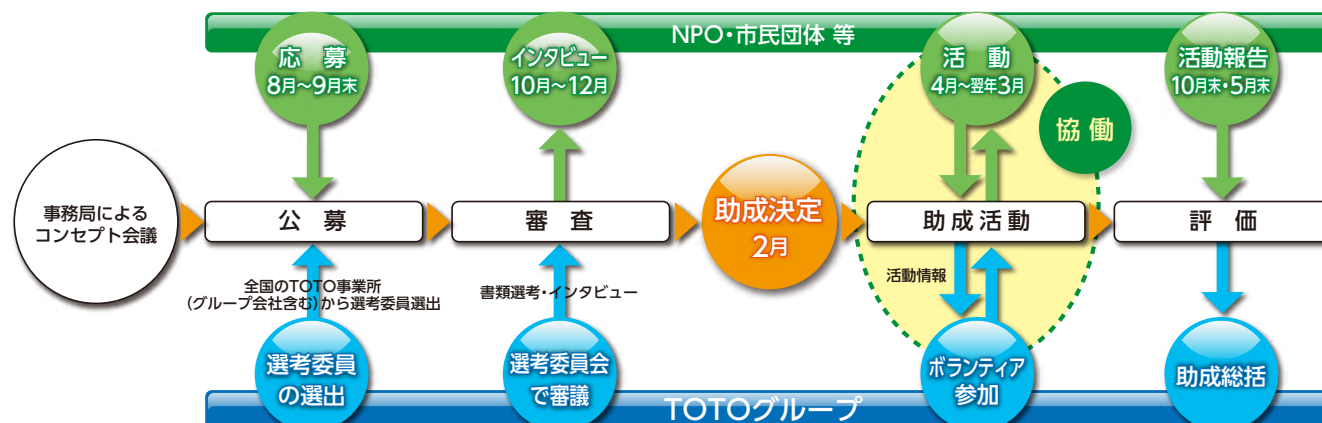 NPO・市民団体 等
応 募
8月～9月末
インタビュー
10月～12月
活 動
4月～翌年3月
活動報告
10月末・5月末
協 働
事務局による
コンセプト会議
公 募
審 査
助成決定
2月
助成活動
評 価
全国のTOTO事業所
(グループ会社含む)から選考委員選出
書類選考・インタビュー
活動情報
選考委員
の選出
選考委員会
で審議
ボランティア
参加
助成総括
TOTOグループ